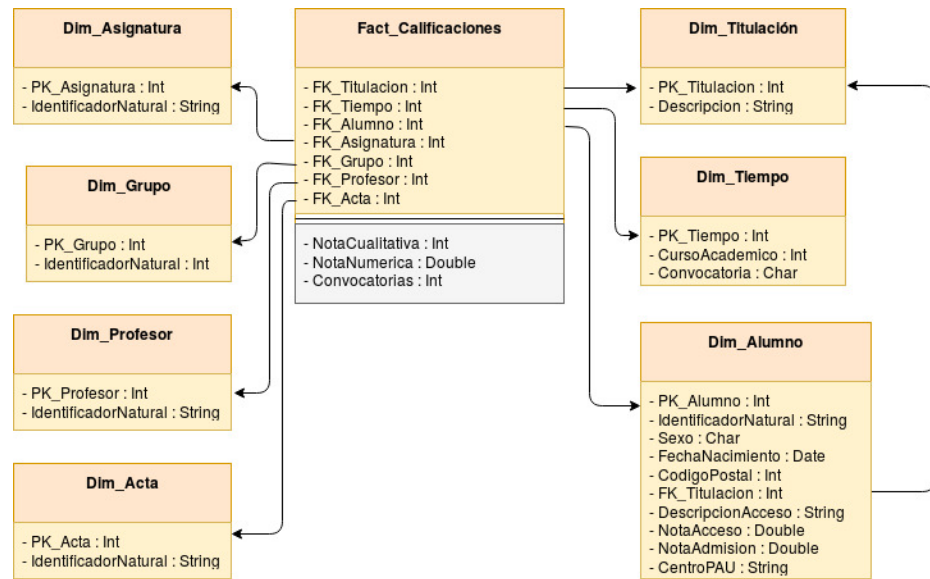 Dim_Asignatura
- PK_Asignatura : Int
- IdentificadorNatural : String
Dim_Grupo
- PK_Grupo : Int
- IdentificadorNatural : Int
Dim_Profesor
- PK_Profesor : Int
- IdentificadorNatural : String
Dim_Acta
- PK_Acta : Int
- IdentificadorNatural : String
Fact_Calificaciones
- FK_Titulacion : Int
- FK_Tiempo : Int
- FK_Alumno : Int
- FK_Asignatura : Int
- FK_Grupo : Int
- FK_Profesor : Int
- FK_Acta : Int
- NotaCualitativa : Int
- NotaNumerica : Double
- Convocatorias : Int
Dim_Titulación
- PK_Titulacion : Int
- Descripcion : String
Dim_Tiempo
- PK_Tiempo : Int
- CursoAcademico : Int
- Convocatoria : Char
Dim_Alumno
- PK_Alumno : Int
- IdentificadorNatural : String
- Sexo : Char
- FechaNacimiento : Date
- CodigoPostal : Int
- FK_Titulacion : Int
- DescripcionAcceso : String
- NotaAcceso : Double
- NotaAdmision : Double
- CentroPAU : String